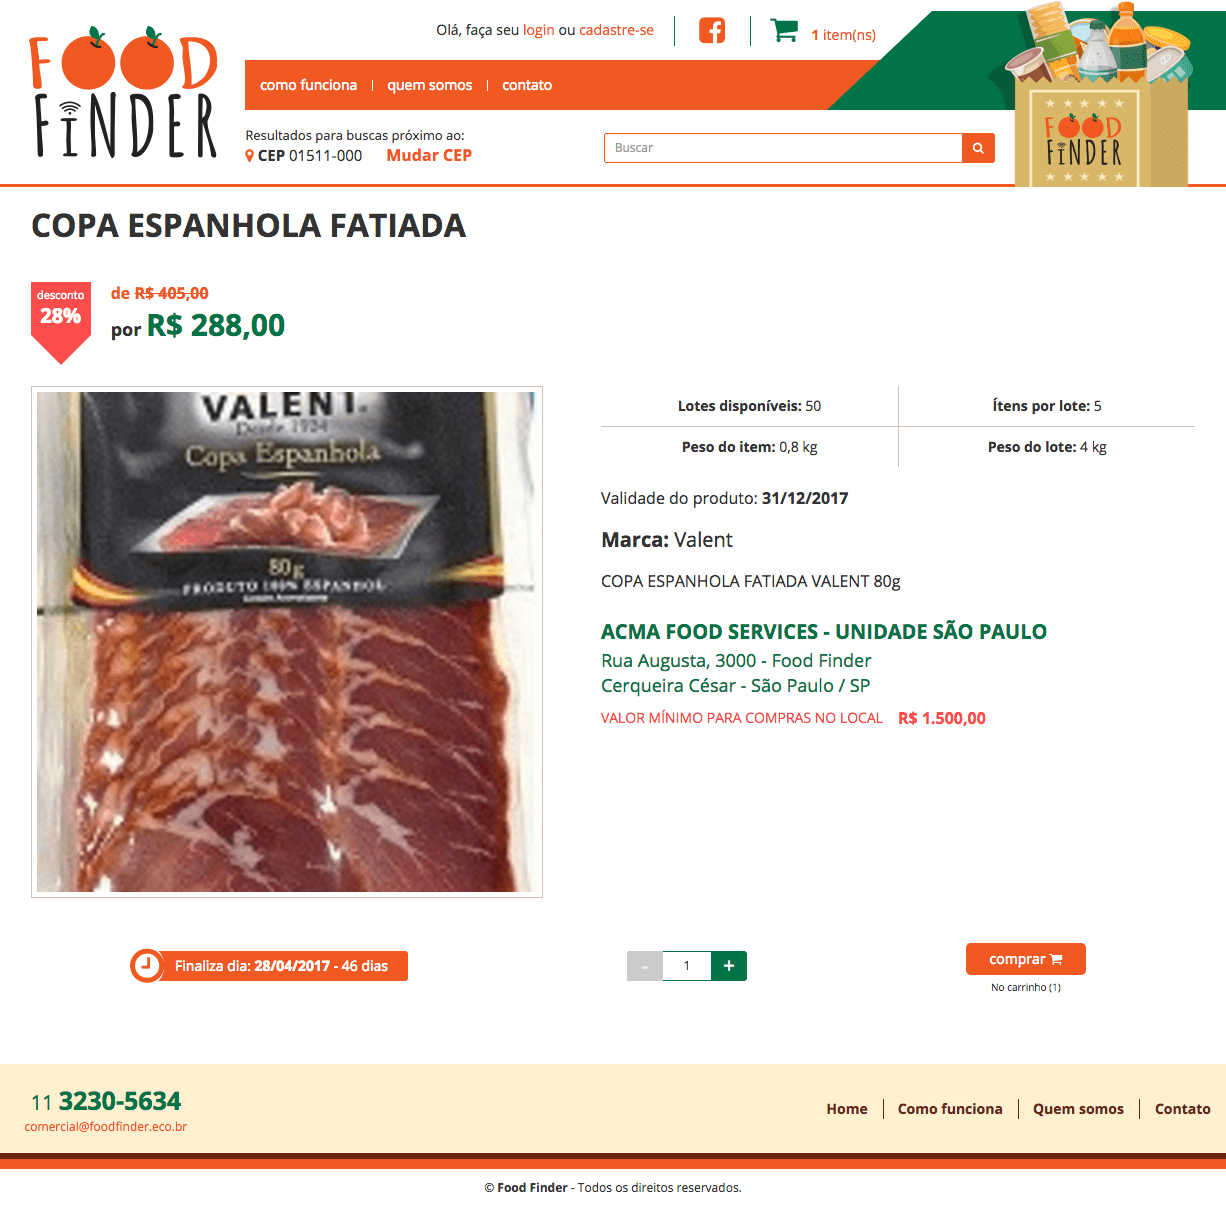 FOOD
FiNDER
Olá, faça seu login ou cadastre-se
1 item(ns)
como funciona
quem somos
contato
Resultados para buscas próximo ao:
CEP 01511-000 Mudar CEP
Buscar
FOOD
FiNDER
COPA ESPANHOLA FATIADA
desconto
28%
de R$ 405,00
por R$ 288,00
VALENT.
Desde 1924
Copa Espanhola
80g
PRODUTO 100% ESPANHOL
Lotes disponíveis: 50
Ítens por lote: 5
Peso do item: 0,8 kg
Peso do lote: 4 kg
Validade do produto: 31/12/2017
Marca: Valent
COPA ESPANHOLA FATIADA VALENT 80g
ACMA FOOD SERVICES - UNIDADE SÃO PAULO
Rua Augusta, 3000 - Food Finder
Cerqueira César - São Paulo / SP
VALOR MÍNIMO PARA COMPRAS NO LOCAL R$ 1.500,00
Finaliza dia: 28/04/2017 - 46 dias
- 1 +
comprar
No carrinho (1)
11 3230-5634
comercial@foodfinder.eco.br
Home
Como funciona
Quem somos
Contato
© Food Finder - Todos os direitos reservados.